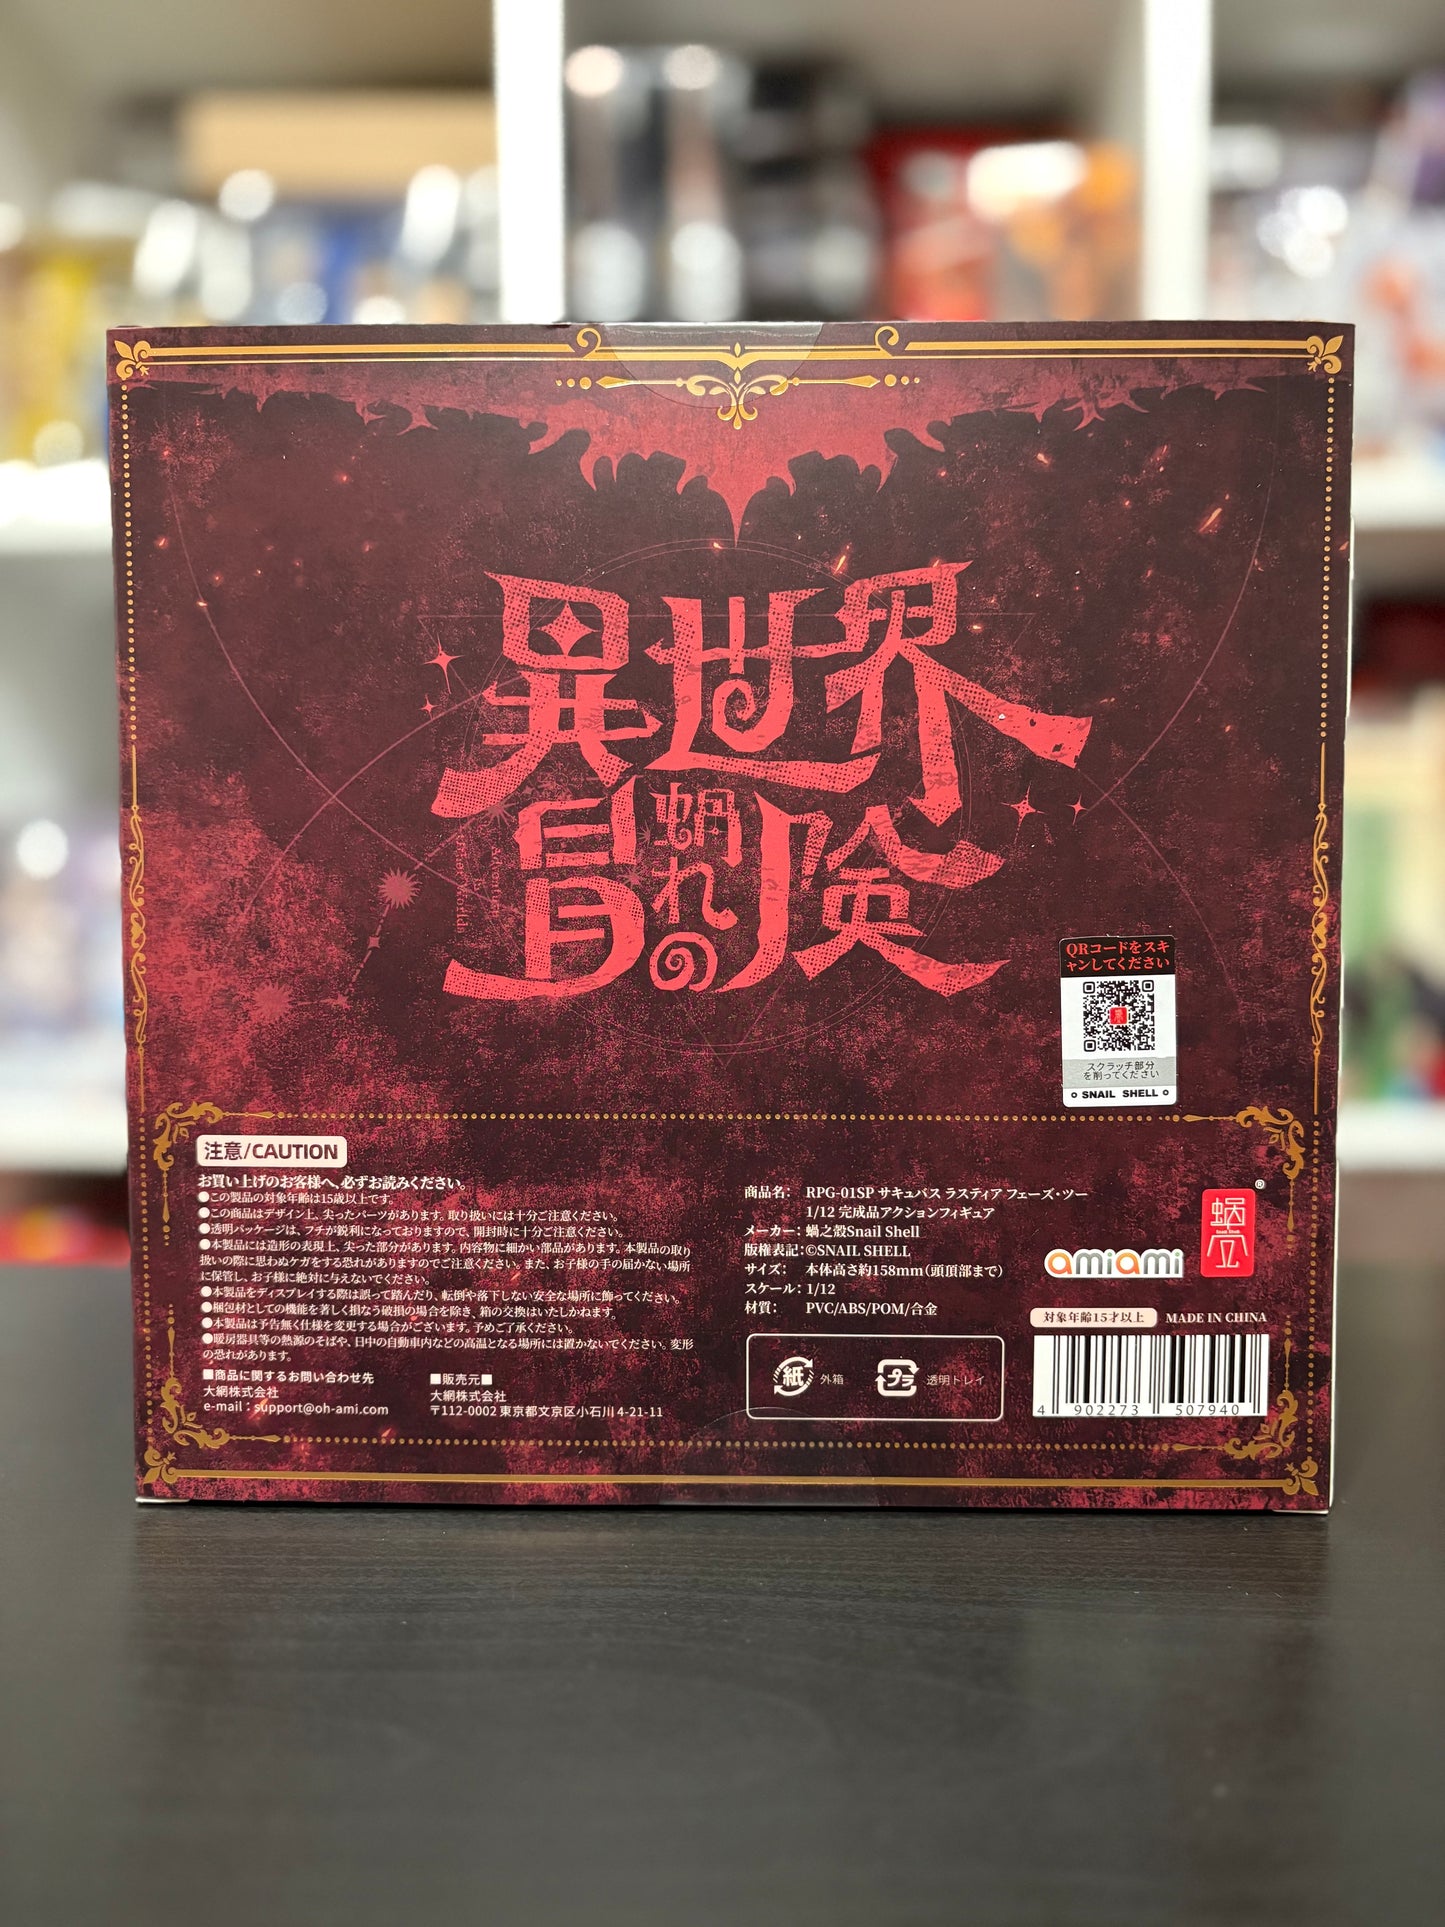 異世界
蝸れの
冒険
QRコードをスキ
ャンしてください
スクラッチ部分
を削ってください
SNAIL SHELL
注意/CAUTION
お買い上げのお客様へ、必ずお読みください。
●この製品の対象年齢は15歳以上です。
●この商品はデザイン上、尖ったパーツがあります。取り扱いには十分ご注意ください。
●透明パッケージは、フチが鋭利になっておりますので、開封時に十分ご注意ください。
●本製品には造形の表現上、尖った部分があります。内容物に細かい部品があります。本製品の取り
扱いの際に思わぬケガをする恐れがありますのでご注意ください。また、お子様の手の届かない場所
に保管し、お子様に絶対に与えないでください。
●本製品をディスプレイする際は誤って踏んだり、転倒や落下しない安全な場所に飾ってください。
●梱包材としての機能を著しく損なう破損の場合を除き、箱の交換はいたしかねます。
●本製品は予告無く仕様を変更する場合がございます。予めご了承ください。
●暖房器具等の熱源のそばや、日中の自動車内などの高温となる場所には置かないでください。変形
の恐れがあります。
■商品に関するお問い合わせ先
大網株式会社
e-mail：support@oh-ami.com
■販売元■
大網株式会社
〒112-0002 東京都文京区小石川 4-21-11
商品名： RPG-01SP サキュバス ラスティア フェーズ・ツー
1/12 完成品アクションフィギュア
メーカー：蝸之殻Snail Shell
版権表記：©SNAIL SHELL
サイズ： 本体高さ約158mm（頭頂部まで）
スケール：1/12
材質： PVC/ABS/POM/合金
紙 外箱
プラ 透明トレイ
amiami
蝸之殻
Snail Shell
®
対象年齢15才以上
MADE IN CHINA
4 902273 507940